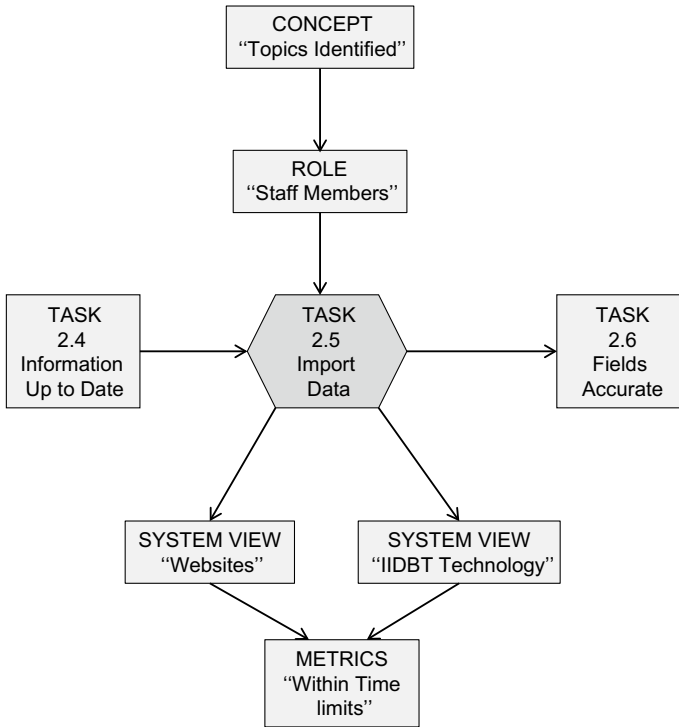 CONCEPT
‘‘Topics Identified’’
ROLE
‘‘Staff Members’’
TASK
2.4
Information
Up to Date
TASK
2.5
Import
Data
TASK
2.6
Fields
Accurate
SYSTEM VIEW
‘‘Websites’’
SYSTEM VIEW
‘‘IIDBT Technology’’
METRICS
‘‘Within Time
limits’’